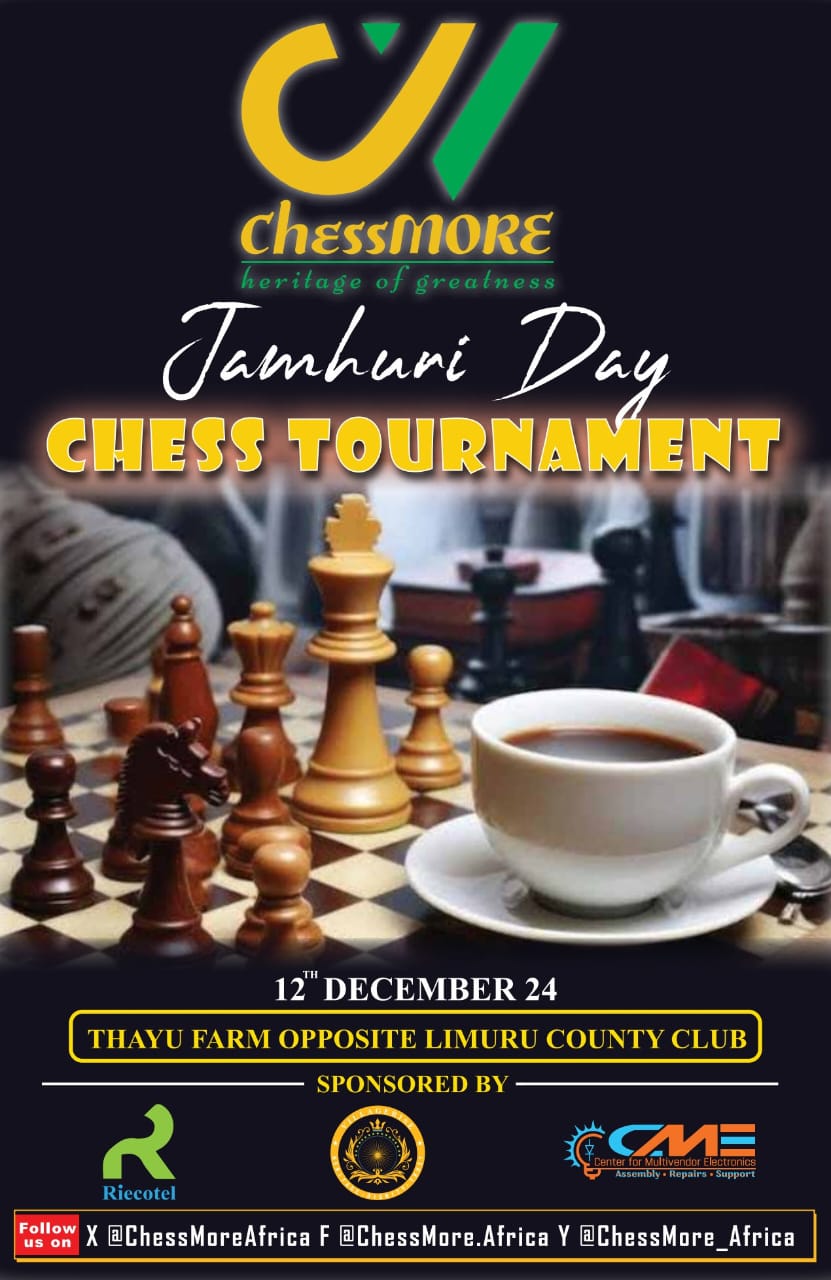 chessMORE
heritage of greatness
Jamhuri Day
CHESS TOURNAMENT
12TH DECEMBER 24
THAYU FARM OPPOSITE LIMURU COUNTY CLUB
SPONSORED BY
Riecotel
CME
Center for Multivendor Electronics
Assembly • Repairs • Support
Follow us on X @ChessMoreAfrica F @ChessMore.Africa Y @ChessMore_Africa